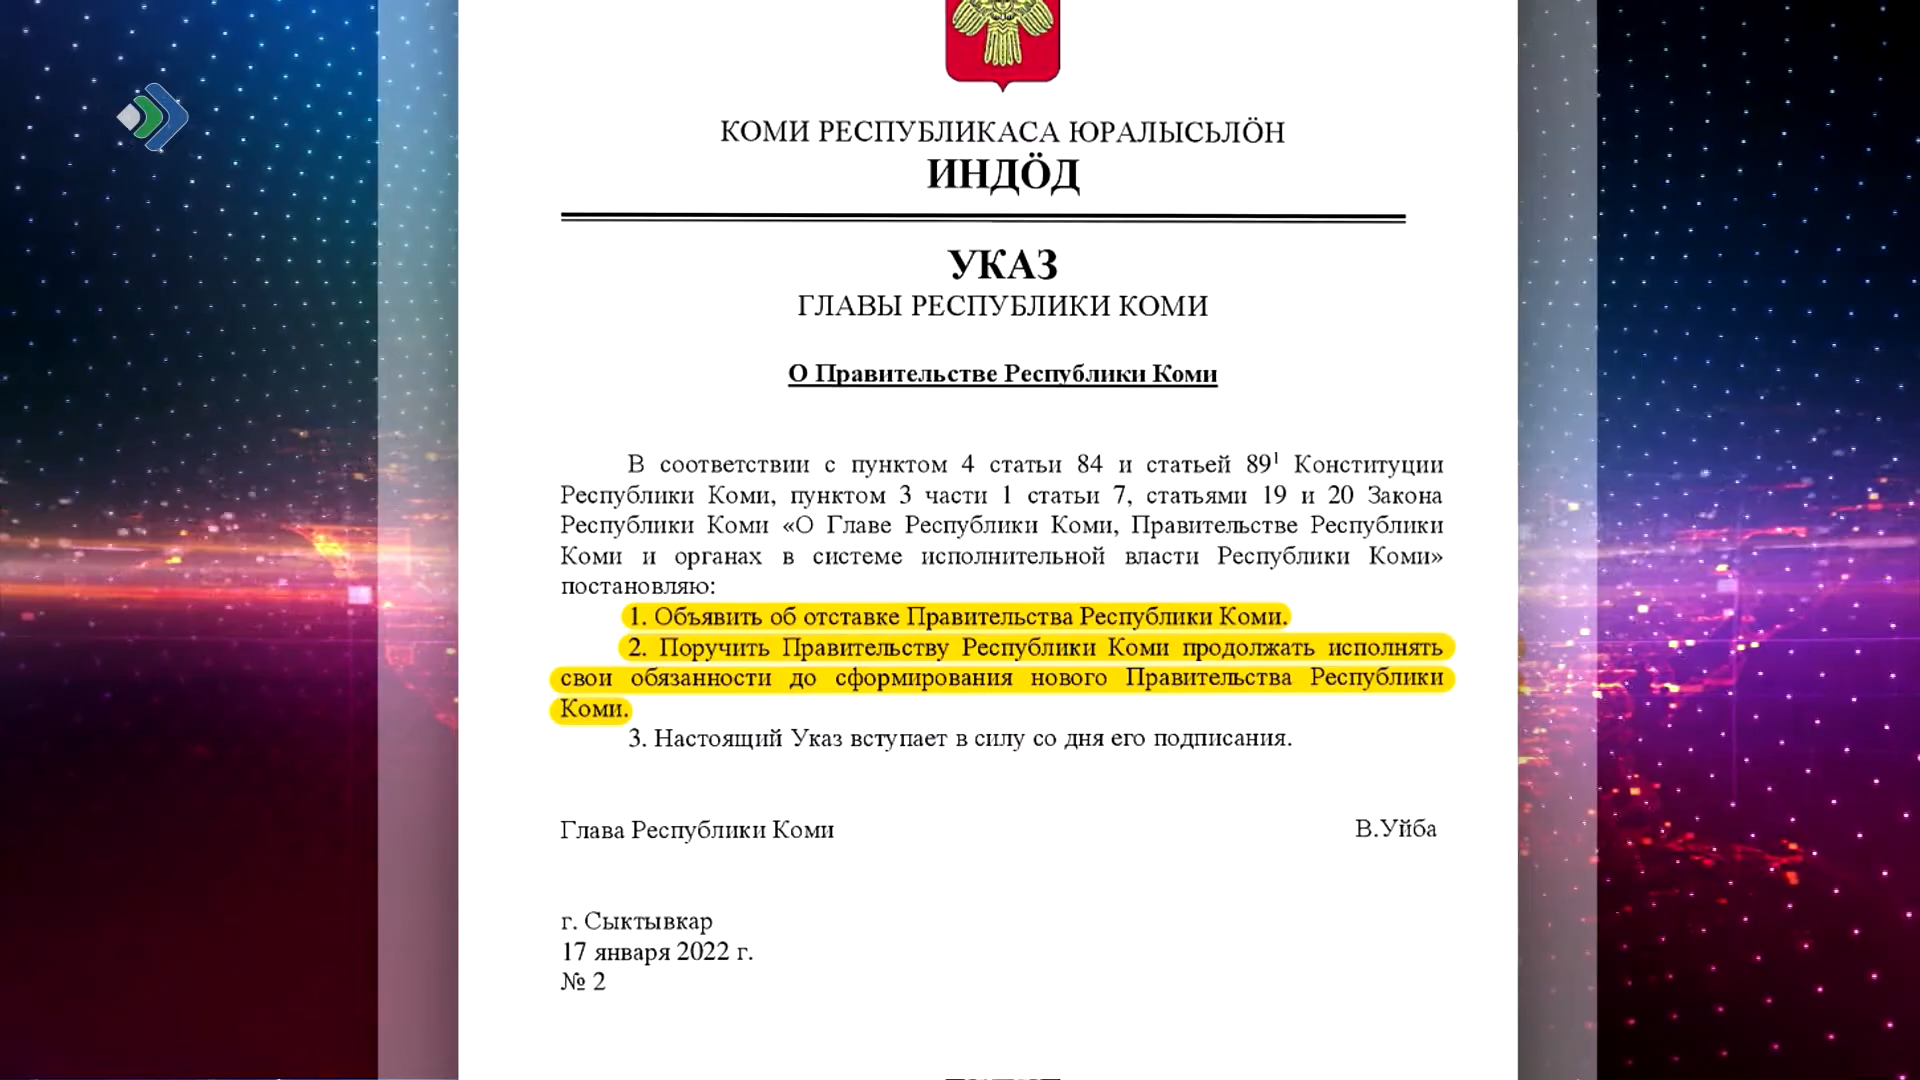 КОМИ РЕСПУБЛИКАСА ЮРАЛЫСЬЛӦН
ИНДӦД
УКАЗ
ГЛАВЫ РЕСПУБЛИКИ КОМИ
О Правительстве Республики Коми
В соответствии с пунктом 4 статьи 84 и статьей 89¹ Конституции
Республики Коми, пунктом 3 части 1 статьи 7, статьями 19 и 20 Закона
Республики Коми «О Главе Республики Коми, Правительстве Республики
Коми и органах в системе исполнительной власти Республики Коми»
постановляю:
1. Объявить об отставке Правительства Республики Коми.
2. Поручить Правительству Республики Коми продолжать исполнять
свои обязанности до сформирования нового Правительства Республики
Коми.
3. Настоящий Указ вступает в силу со дня его подписания.
Глава Республики Коми В.Уйба
г. Сыктывкар
17 января 2022 г.
№ 2